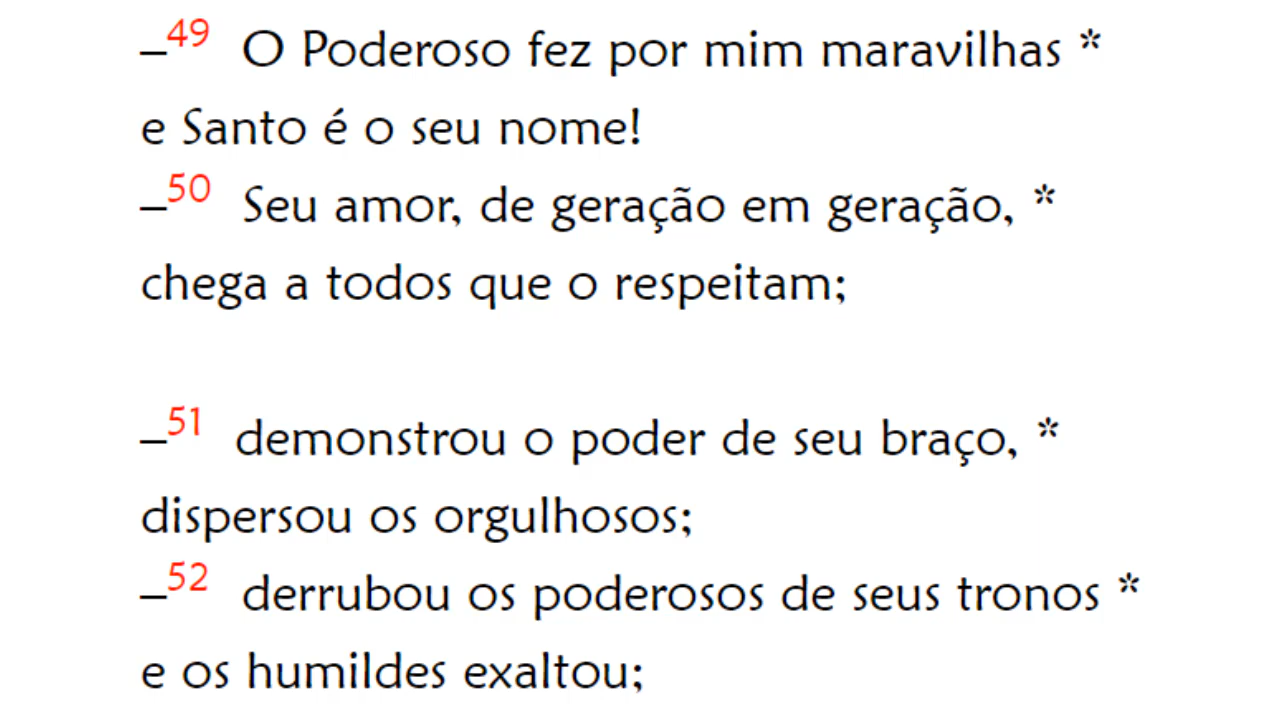 –49 O Poderoso fez por mim maravilhas *
e Santo é o seu nome!
–50 Seu amor, de geração em geração, *
chega a todos que o respeitam;
–51 demonstrou o poder de seu braço, *
dispersou os orgulhosos;
–52 derrubou os poderosos de seus tronos *
e os humildes exaltou;